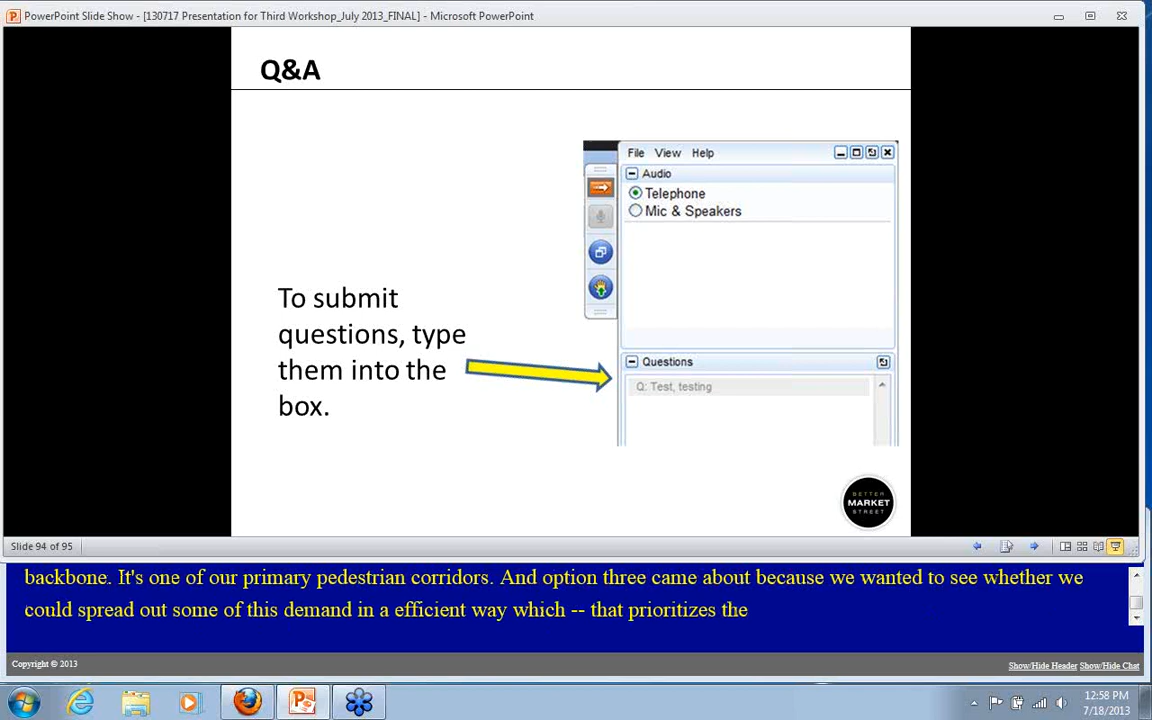 PowerPoint Slide Show - [130717 Presentation for Third Workshop_July 2013_FINAL] - Microsoft PowerPoint
Q&A
File View Help
Audio
Telephone
Mic & Speakers
To submit
questions, type
them into the
box.
Questions
Q: Test, testing
BETTER
MARKET
STREET
Slide 94 of 95
backbone. It's one of our primary pedestrian corridors. And option three came about because we wanted to see whether we
could spread out some of this demand in a efficient way which -- that prioritizes the
Copyright © 2013
Show/Hide Header Show/Hide Chat
12:58 PM
7/18/2013